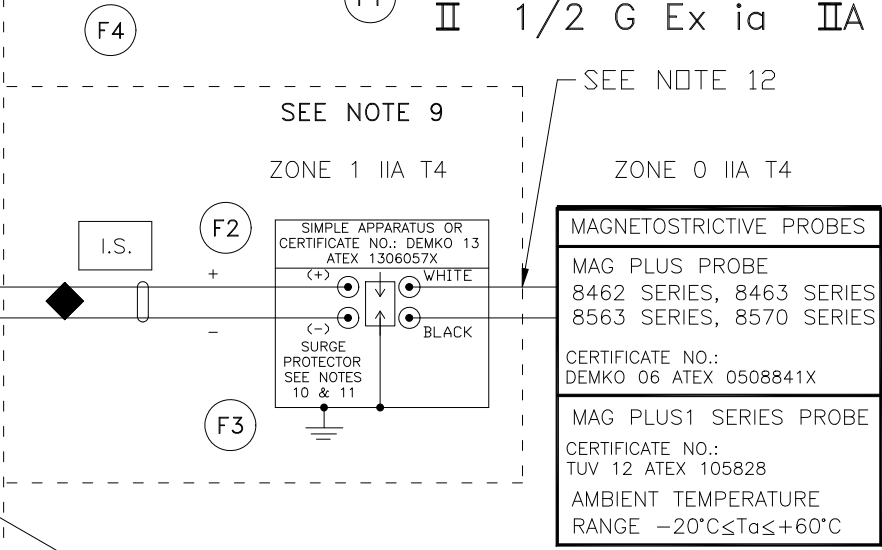 F4
II 1/2 G Ex ia IIA
SEE NOTE 12
SEE NOTE 9
ZONE 1 IIA T4
ZONE 0 IIA T4
I.S.
F2
+
−
F3
SIMPLE APPARATUS OR
CERTIFICATE NO.: DEMKO 13
ATEX 1306057X
(+)
WHITE
(−)
BLACK
SURGE
PROTECTOR
SEE NOTES
10 & 11
MAGNETOSTRICTIVE PROBES
MAG PLUS PROBE
8462 SERIES, 8463 SERIES
8563 SERIES, 8570 SERIES
CERTIFICATE NO.:
DEMKO 06 ATEX 0508841X
MAG PLUS1 SERIES PROBE
CERTIFICATE NO.:
TUV 12 ATEX 105828
AMBIENT TEMPERATURE
RANGE −20°C≤Ta≤+60°C